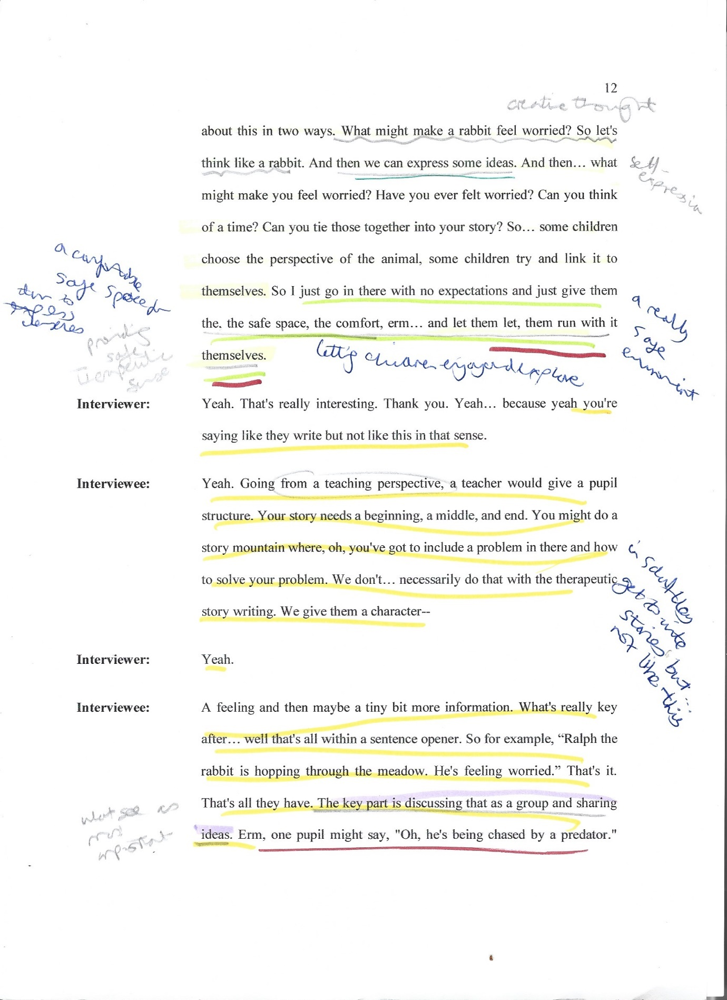 12
creative thought
about this in two ways. What might make a rabbit feel worried? So let's
think like a rabbit. And then we can express some ideas. And then… what
self-
expression
might make you feel worried? Have you ever felt worried? Can you think
of a time? Can you tie those together into your story? So… some children
choose the perspective of the animal, some children try and link it to
themselves. So I just go in there with no expectations and just give them
the. the safe space, the comfort, erm… and let them let, them run with it
themselves.
a comfortable
safe space
to
express
providing
safe
therapeutic
sense
letting children enjoy and explore
a really
safe
environment
Interviewer:
Yeah. That's really interesting. Thank you. Yeah… because yeah you're
saying like they write but not like this in that sense.
Interviewee:
Yeah. Going from a teaching perspective, a teacher would give a pupil
structure. Your story needs a beginning, a middle, and end. You might do a
story mountain where, oh, you've got to include a problem in there and how
to solve your problem. We don't… necessarily do that with the therapeutic
story writing. We give them a character--
in school they
get to write
stories but...
not like this
Interviewer:
Yeah.
Interviewee:
A feeling and then maybe a tiny bit more information. What's really key
after… well that's all within a sentence opener. So for example, “Ralph the
rabbit is hopping through the meadow. He's feeling worried.” That's it.
That's all they have. The key part is discussing that as a group and sharing
ideas. Erm, one pupil might say, "Oh, he's being chased by a predator."
what see as
most
important